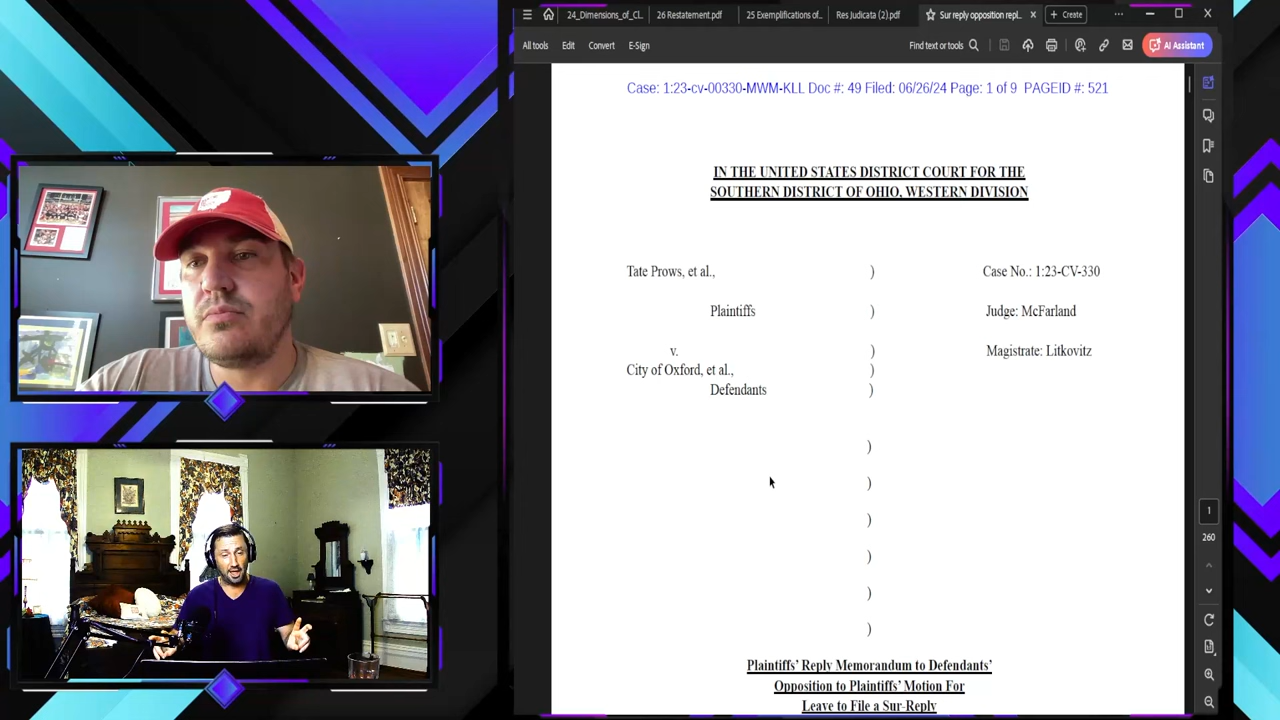 24_Dimensions_of_Cl... 26 Restatement.pdf 25 Exemplifications of... Res Judicata (2).pdf Sur reply opposition repl... Create
All tools Edit Convert E-Sign Find text or tools AI Assistant
Case: 1:23-cv-00330-MWM-KLL Doc #: 49 Filed: 06/26/24 Page: 1 of 9 PAGEID #: 521
IN THE UNITED STATES DISTRICT COURT FOR THE
SOUTHERN DISTRICT OF OHIO, WESTERN DIVISION
Tate Prows, et al., ) Case No.: 1:23-CV-330
Plaintiffs ) Judge: McFarland
v. ) Magistrate: Litkovitz
City of Oxford, et al., )
Defendants )
)
)
)
)
)
)
Plaintiffs' Reply Memorandum to Defendants'
Opposition to Plaintiffs' Motion For
Leave to File a Sur-Reply
1
260